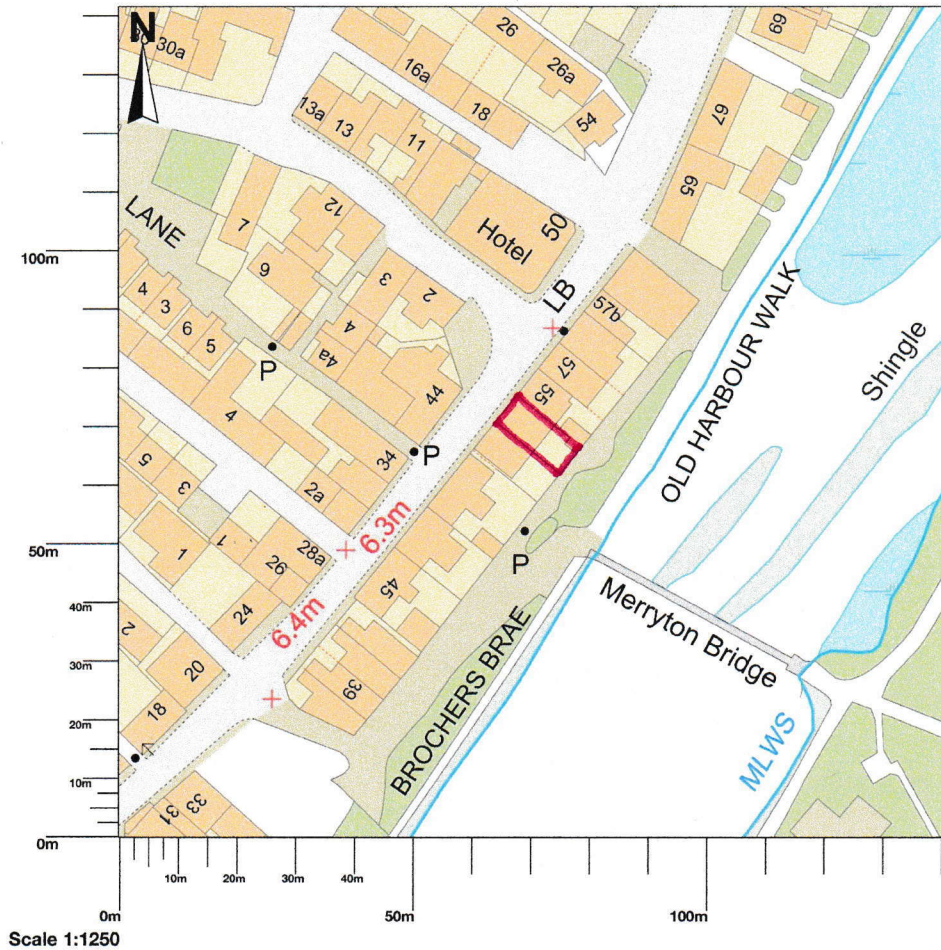 N
30a
26
69
16a
26a
18
54
67
13a
13
11
65
LANE
7
12
Hotel
50
9
3
2
LB
57b
100m
4
3
6
5
4
4a
P
57
55
44
OLD HARBOUR WALK
Shingle
4
34
P
5
3
2a
6.3m
P
50m
1
1
28a
26
45
Merryton Bridge
40m
24
6.4m
2
30m
20
39
BROCHERS BRAE
MLWS
20m
18
10m
31
33
0m
10m
20m
30m
40m
0m
50m
100m
Scale 1:1250